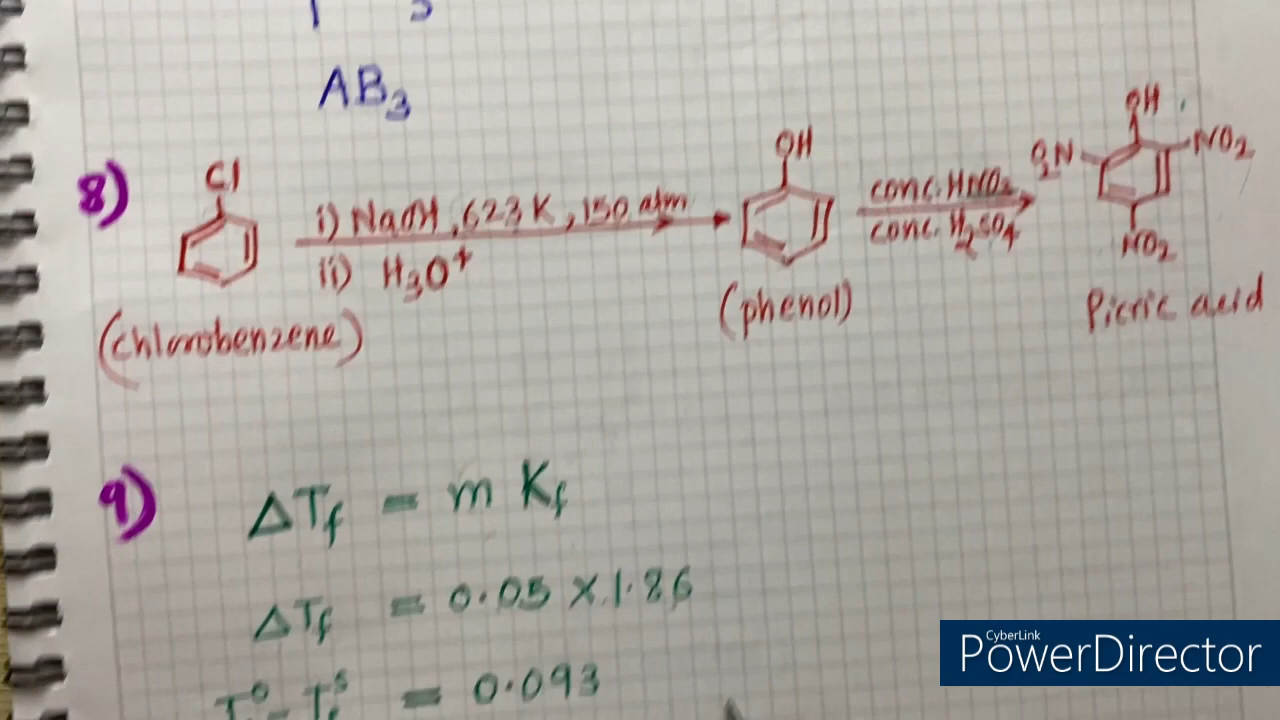 AB3
8)
Cl
i) NaOH, 623K, 150 atm
ii) H3O+
(chlorobenzene)
OH
(phenol)
conc. HNO3
conc. H2SO4
OH
O2N
NO2
NO2
Picric acid
9) ΔTf = m Kf
ΔTf = 0.05 × 1.86
= 0.093
CyberLink
PowerDirector